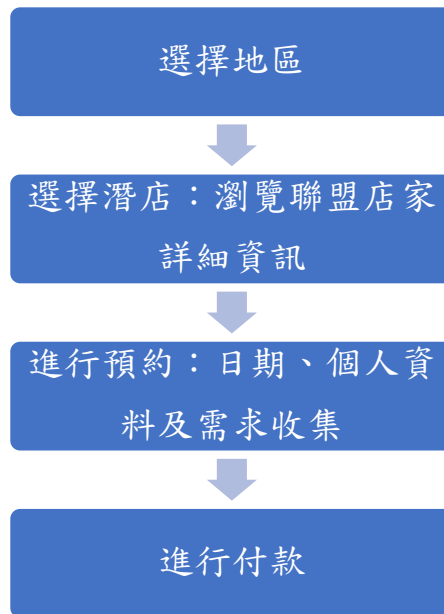 選擇地區
選擇潛店：瀏覽聯盟店家
詳細資訊
進行預約：日期、個人資
料及需求收集
進行付款